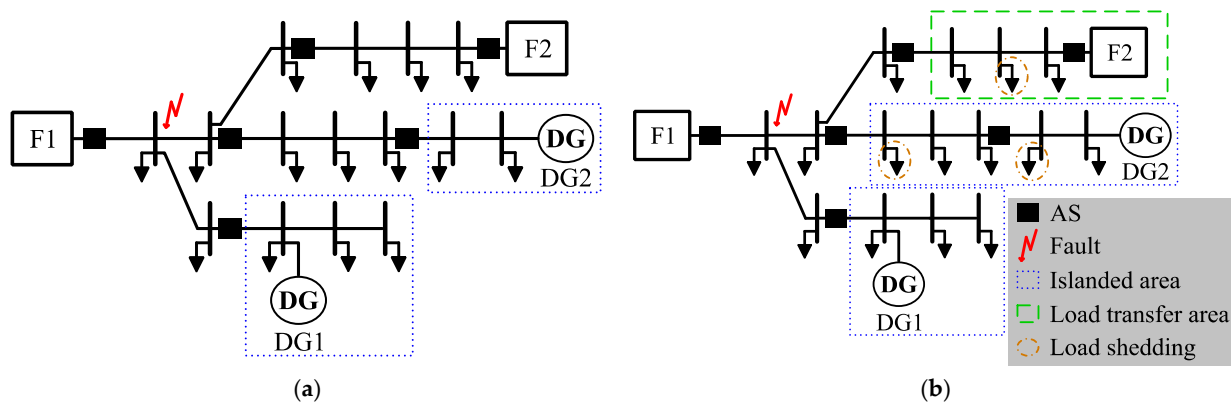 F2
F1
DG
DG2
DG
DG1
(a)
F2
F1
DG
DG2
DG
DG1
AS
Fault
Islanded area
Load transfer area
Load shedding
(b)